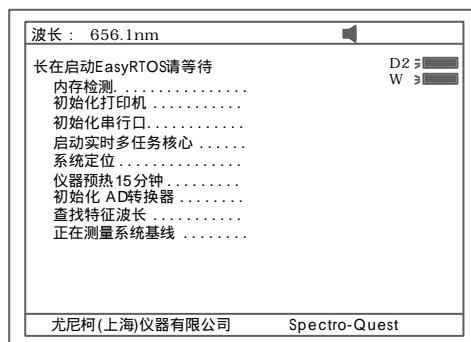 波长： 656.1nm
长在启动EasyRTOS请等待
D2
W
内存检测................
初始化打印机...........
初始化串行口............
启动实时多任务核心......
系统定位...............
仪器预热15分钟.........
初始化 AD转换器........
查找特征波长...........
正在测量系统基线........
尤尼柯(上海)仪器有限公司 Spectro-Quest